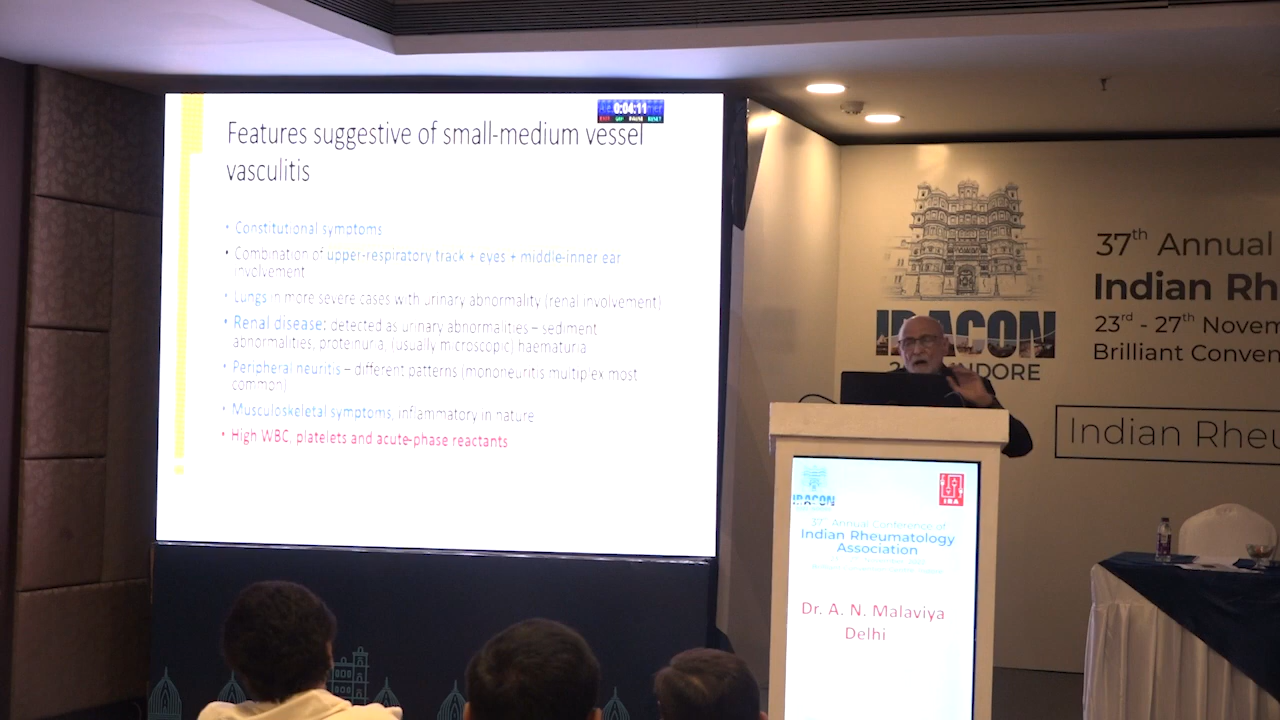 0:04:11
Features suggestive of small-medium vessel
vasculitis
• Constitutional symptoms
• Combination of upper-respiratory track + eyes + middle-inner ear
involvement
• Lungs in more severe cases with urinary abnormality (renal involvement)
• Renal disease: detected as urinary abnormalities – sediment
abnormalities, proteinuria, (usually microscopic) haematuria
• Peripheral neuritis – different patterns (mononeuritis multiplex most
common)
• Musculoskeletal symptoms, inflammatory in nature
• High WBC, platelets and acute-phase reactants
37th Annual
Indian Rh
23rd - 27th Novem
Brilliant Conven
IRACON
INDORE
Indian Rheu
IRACON
IRA
37th Annual Conference of
Indian Rheumatology
Association
Dr. A. N. Malaviya
Delhi